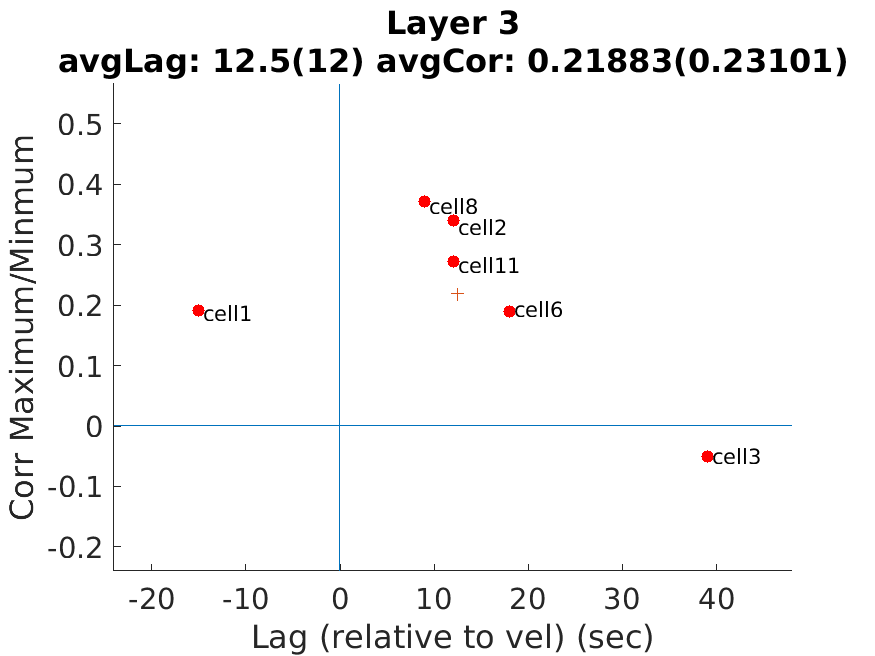 Layer 3
avgLag: 12.5(12) avgCor: 0.21883(0.23101)
Corr Maximum/Minmum
0.5
0.4
0.3
0.2
0.1
0
-0.1
-0.2
cell8
cell2
cell11
cell6
cell1
cell3
-20 -10 0 10 20 30 40
Lag (relative to vel) (sec)